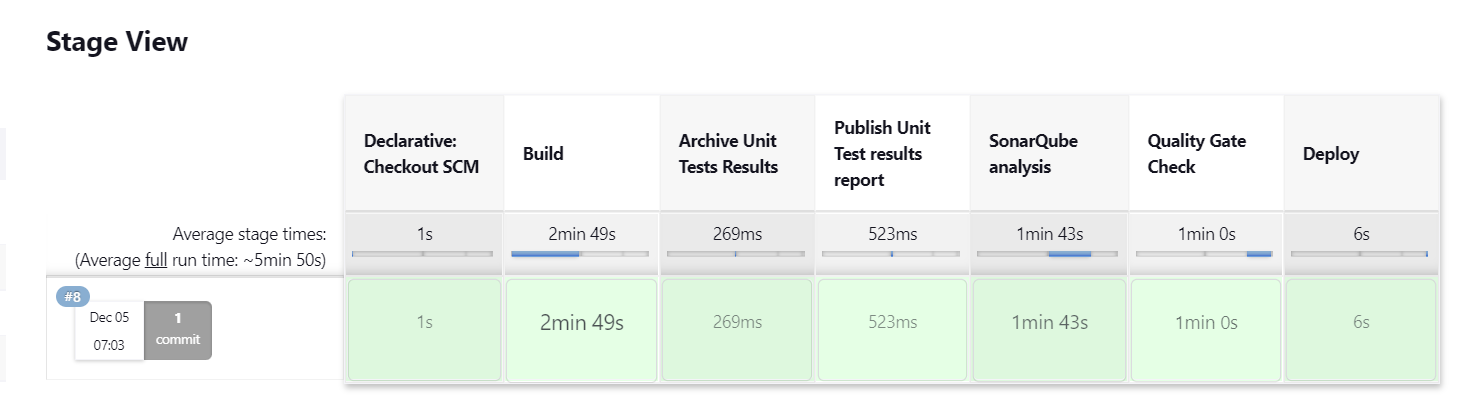 Stage View
Declarative:
Checkout SCM
Build
Archive Unit
Tests Results
Publish Unit
Test results
report
SonarQube
analysis
Quality Gate
Check
Deploy
Average stage times:
(Average full run time: ~5min 50s)
1s
2min 49s
269ms
523ms
1min 43s
1min 0s
6s
#8
Dec 05
07:03
1
commit
1s
2min 49s
269ms
523ms
1min 43s
1min 0s
6s